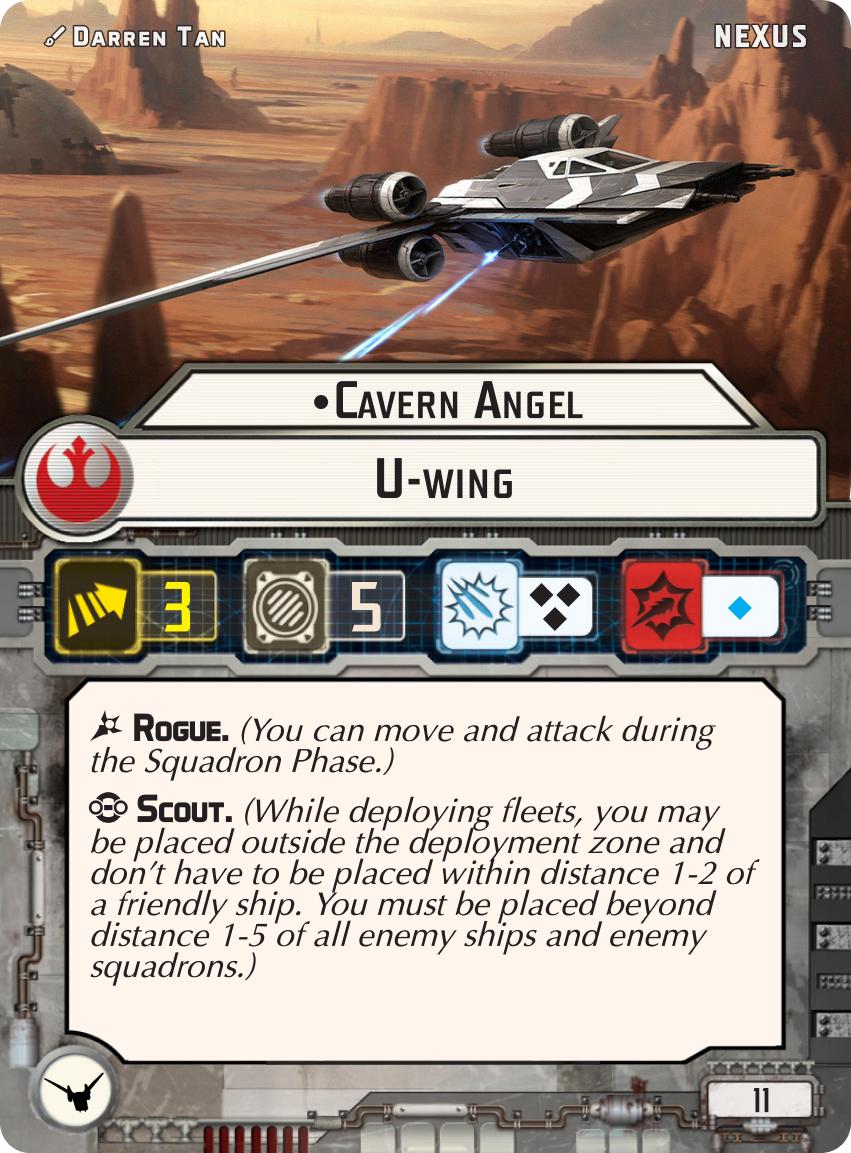 Darren Tan
NEXUS
•Cavern Angel
U-wing
3
5
Rogue. (You can move and attack during
the Squadron Phase.)
Scout. (While deploying fleets, you may
be placed outside the deployment zone and
don't have to be placed within distance 1-2 of
a friendly ship. You must be placed beyond
distance 1-5 of all enemy ships and enemy
squadrons.)
11